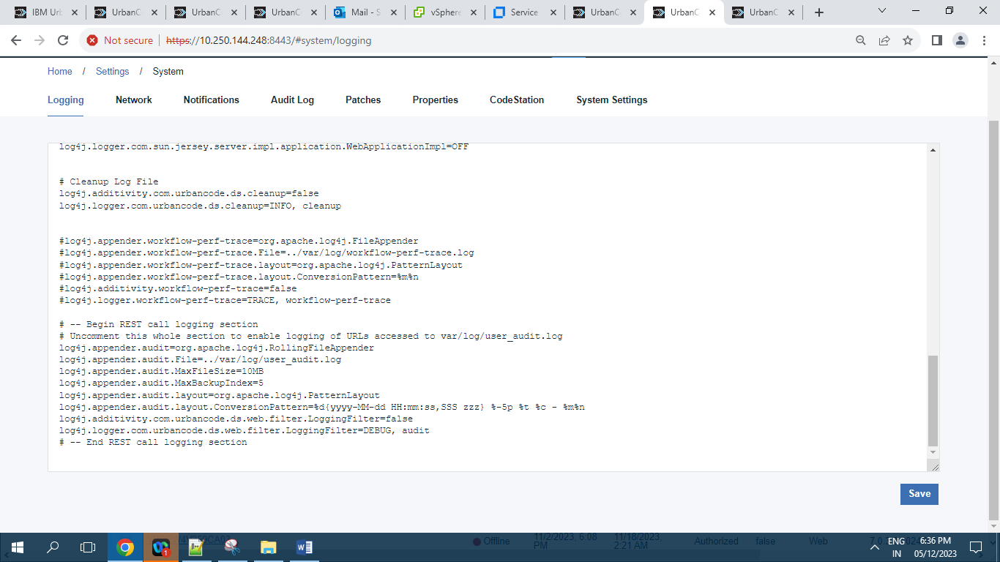 IBM Urb
UrbanC
UrbanC
UrbanC
Mail - S
vSphere
Service
UrbanC
UrbanC
UrbanC
Not secure
https://10.250.144.248:8443/#system/logging
Home / Settings / System
Logging Network Notifications Audit Log Patches Properties CodeStation System Settings
log4j.logger.com.sun.jersey.server.impl.application.WebApplicationImpl=OFF
# Cleanup Log File
log4j.additivity.com.urbancode.ds.cleanup=false
log4j.logger.com.urbancode.ds.cleanup=INFO, cleanup
#log4j.appender.workflow-perf-trace=org.apache.log4j.FileAppender
#log4j.appender.workflow-perf-trace.File=../var/log/workflow-perf-trace.log
#log4j.appender.workflow-perf-trace.layout=org.apache.log4j.PatternLayout
#log4j.appender.workflow-perf-trace.layout.ConversionPattern=%m%n
#log4j.additivity.workflow-perf-trace=false
#log4j.logger.workflow-perf-trace=TRACE, workflow-perf-trace
# -- Begin REST call logging section
# Uncomment this whole section to enable logging of URLs accessed to var/log/user_audit.log
log4j.appender.audit=org.apache.log4j.RollingFileAppender
log4j.appender.audit.File=../var/log/user_audit.log
log4j.appender.audit.MaxFileSize=10MB
log4j.appender.audit.MaxBackupIndex=5
log4j.appender.audit.layout=org.apache.log4j.PatternLayout
log4j.appender.audit.layout.ConversionPattern=%d{yyyy-MM-dd HH:mm:ss,SSS zzz} %-5p %t %c - %m%n
log4j.additivity.com.urbancode.ds.web.filter.LoggingFilter=false
log4j.logger.com.urbancode.ds.web.filter.LoggingFilter=DEBUG, audit
# -- End REST call logging section
Save
Offline
11/2/2023, 6:08 PM
11/18/2023, 2:21 AM
Authorized false Web
1
ENG
IN
6:36 PM
05/12/2023